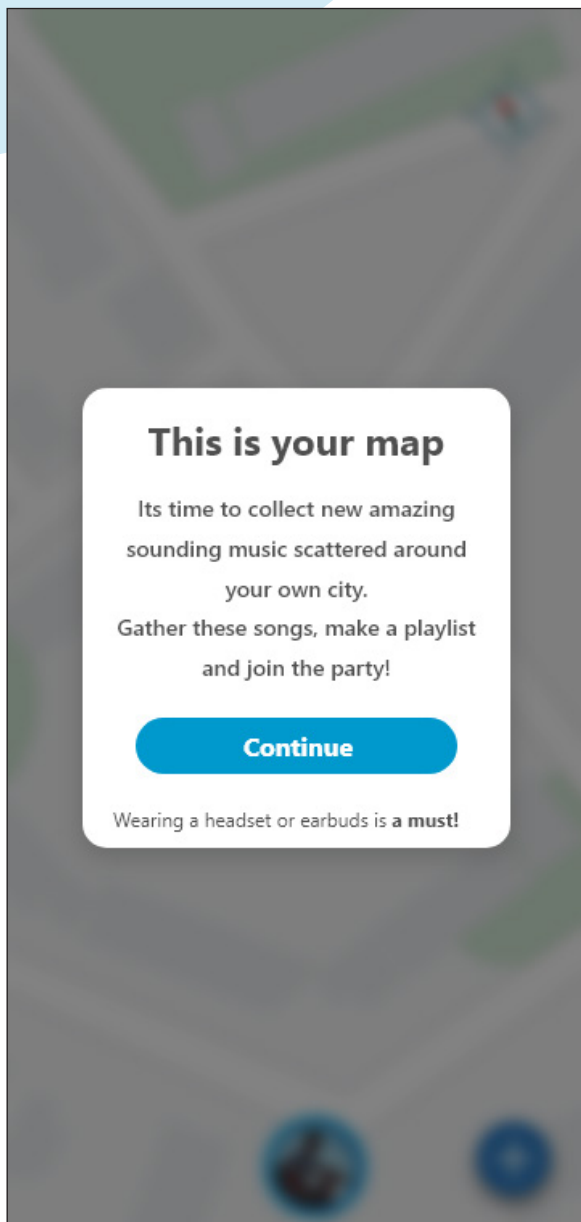 This is your map
Its time to collect new amazing
sounding music scattered around
your own city.
Gather these songs, make a playlist
and join the party!
Continue
Wearing a headset or earbuds is a must!